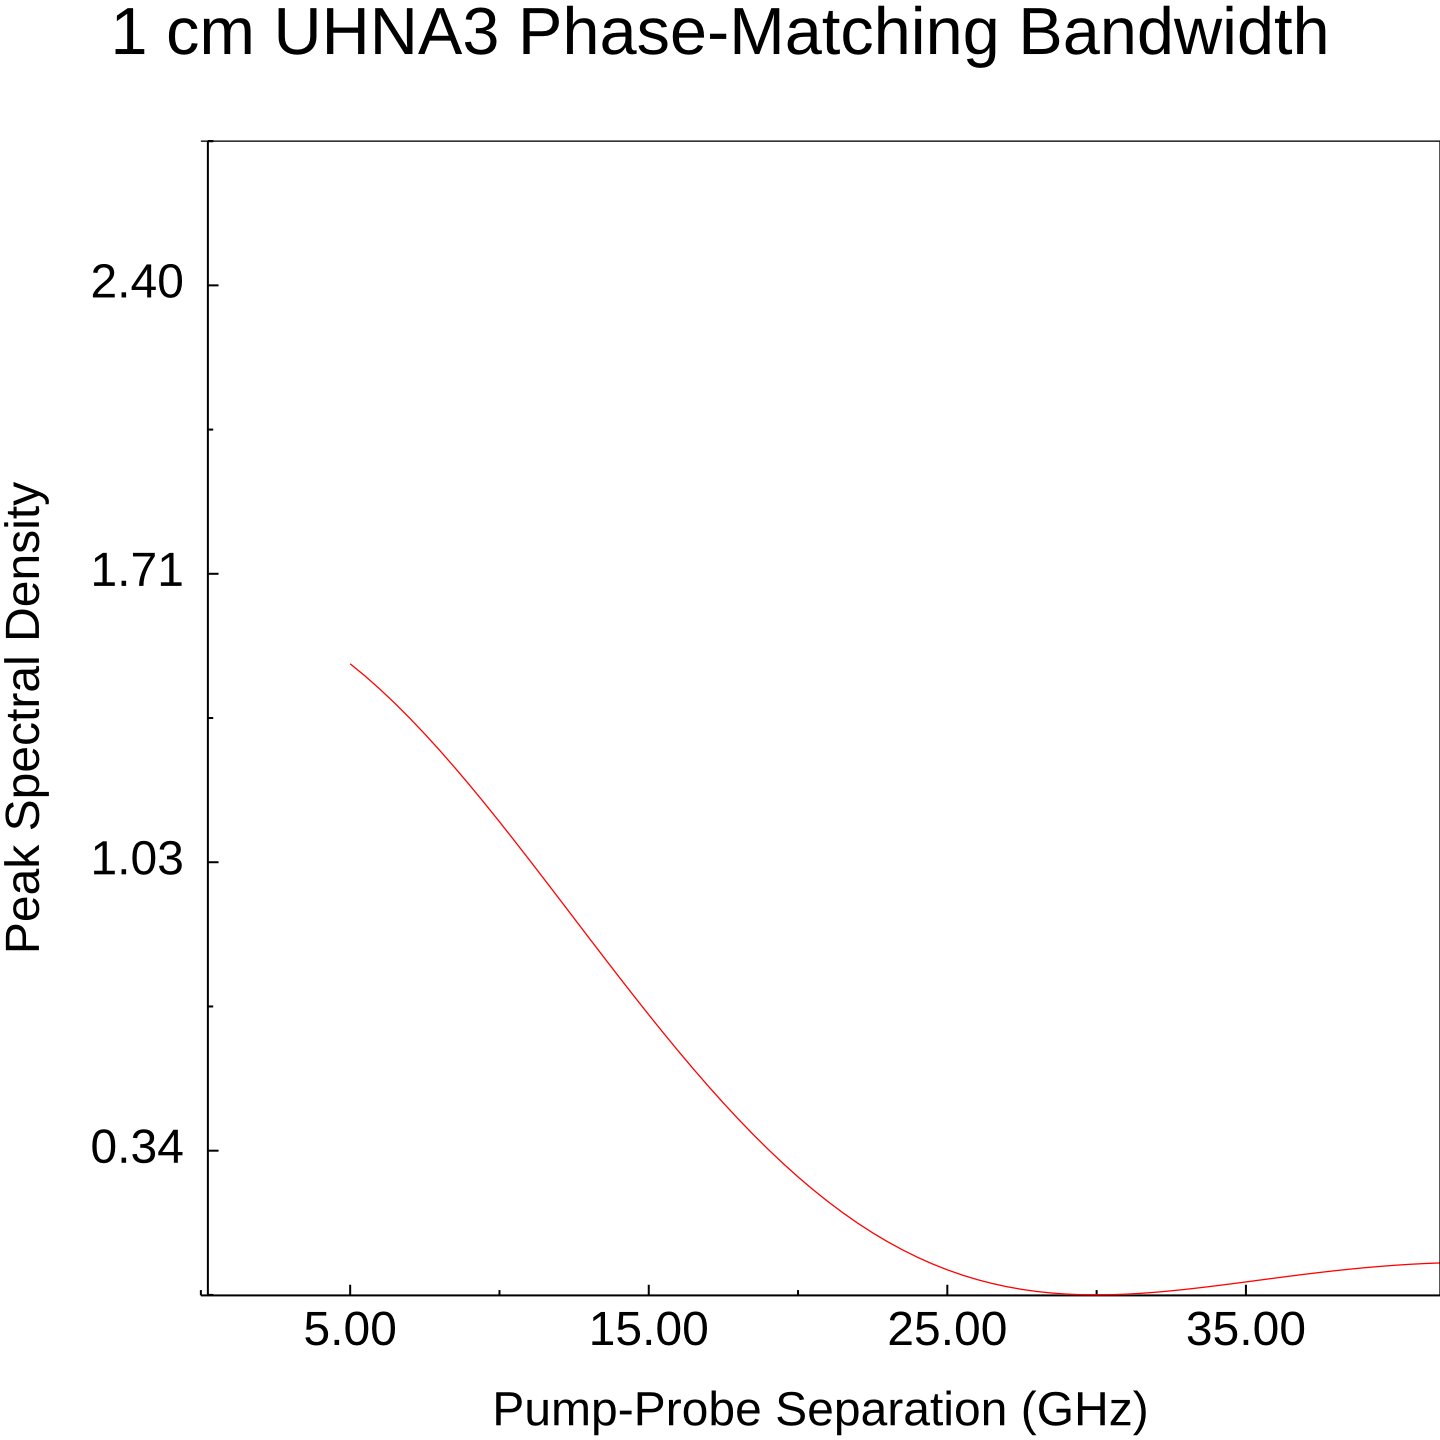 1 cm UHNA3 Phase-Matching Bandwidth
2.40
1.71
1.03
0.34
Peak Spectral Density
5.00 15.00 25.00 35.00
Pump-Probe Separation (GHz)